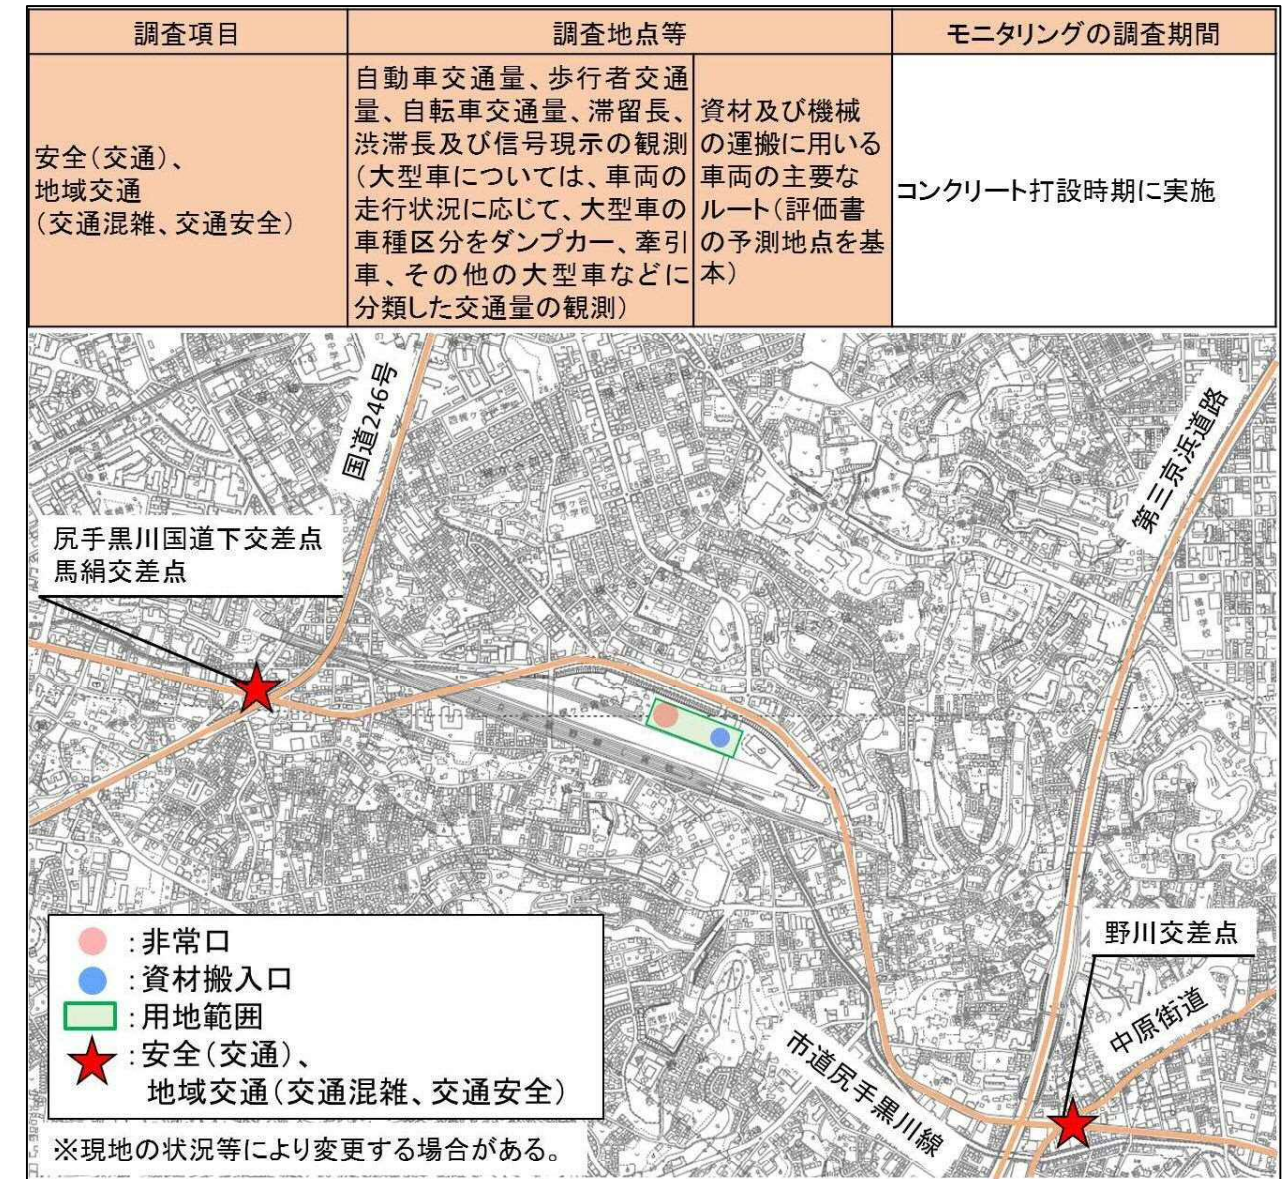 調査項目
調査地点等
モニタリングの調査期間
安全(交通)、
地域交通
(交通混雑、交通安全)
自動車交通量、歩行者交通
量、自転車交通量、滞留長、
渋滞長及び信号現示の観測
(大型車については、車両の
走行状況に応じて、大型車の
車種区分をダンプカー、牽引
車、その他の大型車などに
分類した交通量の観測)
資材及び機械
の運搬に用いる
車両の主要な
ルート(評価書
の予測地点を基
本)
コンクリート打設時期に実施
国道246号
第三京浜道路
尻手黒川国道下交差点
馬絹交差点
野川交差点
中原街道
市道尻手黒川線
:非常口
:資材搬入口
:用地範囲
:安全(交通)、
地域交通(交通混雑、交通安全)
※現地の状況等により変更する場合がある。